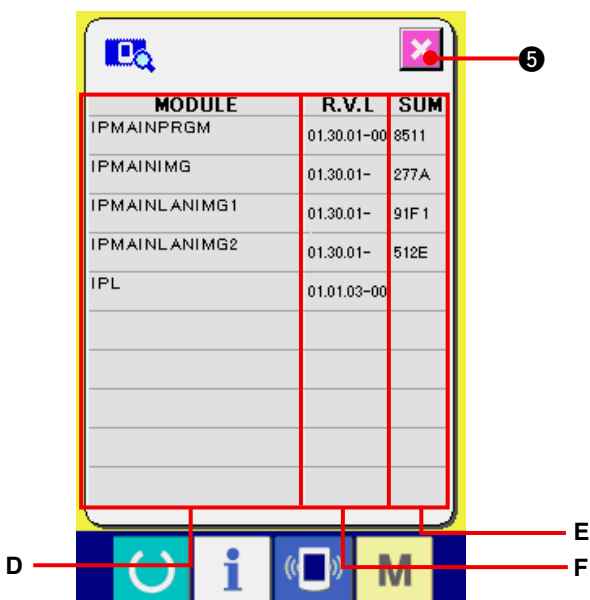 ❺
MODULE R.V.L SUM
IPMAINPRGM 01.30.01-00 8511
IPMAINIMG 01.30.01- 277A
IPMAINLANIMG1 01.30.01- 91F1
IPMAINLANIMG2 01.30.01- 512E
IPL 01.01.03-00
E
D i M F